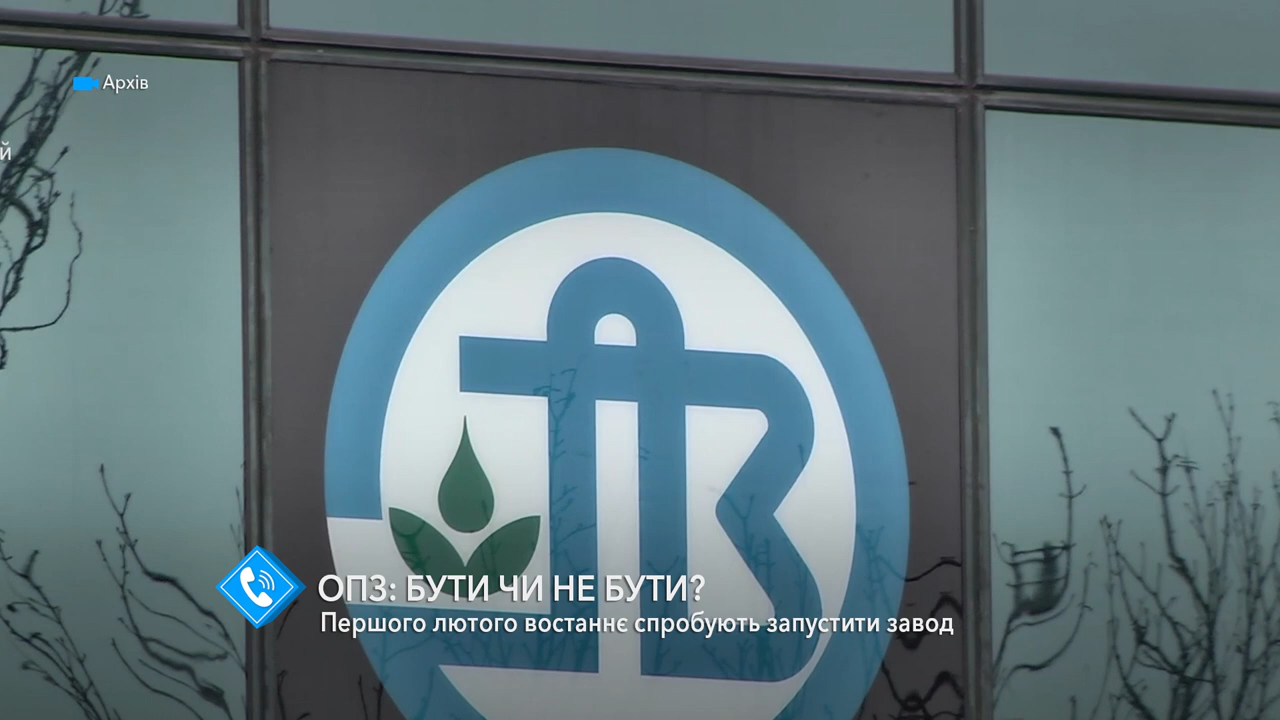 Архів
й
ОПЗ: БУТИ ЧИ НЕ БУТИ?
Першого лютого востаннє спробують запустити завод